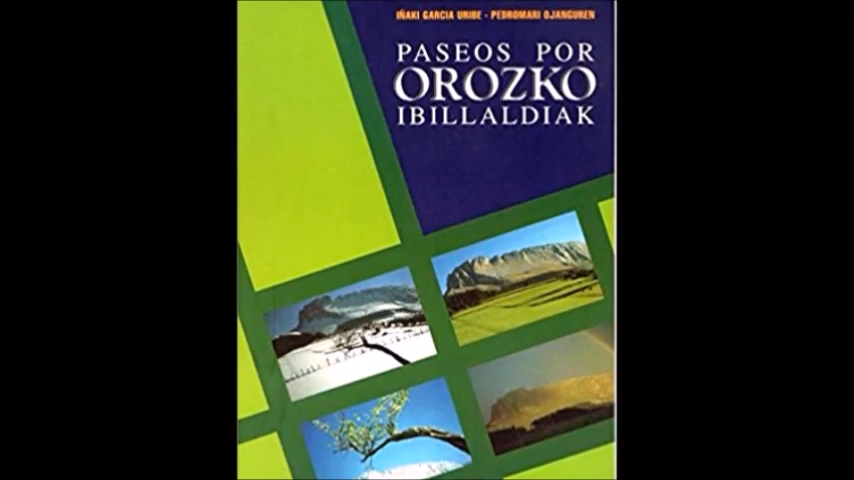 IÑAKI GARCIA URIBE - PEDROMARI OJANGUREN
PASEOS POR
OROZKO
IBILLALDIAK